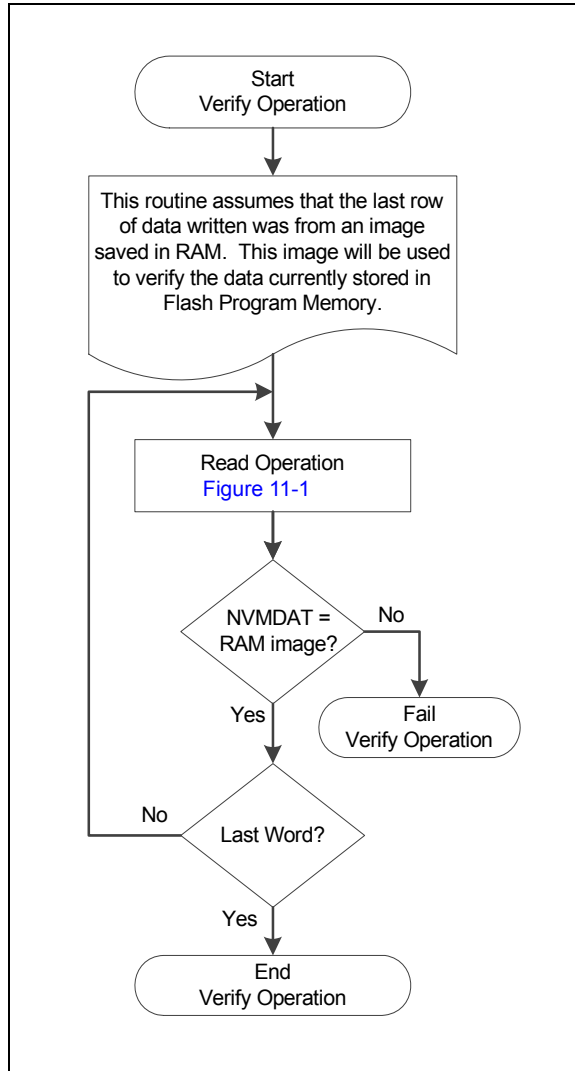 Start
Verify Operation
This routine assumes that the last row
of data written was from an image
saved in RAM. This image will be used
to verify the data currently stored in
Flash Program Memory.
Read Operation
Figure 11-1
NVMDAT =
RAM image?
No
Yes
Fail
Verify Operation
No
Last Word?
Yes
End
Verify Operation